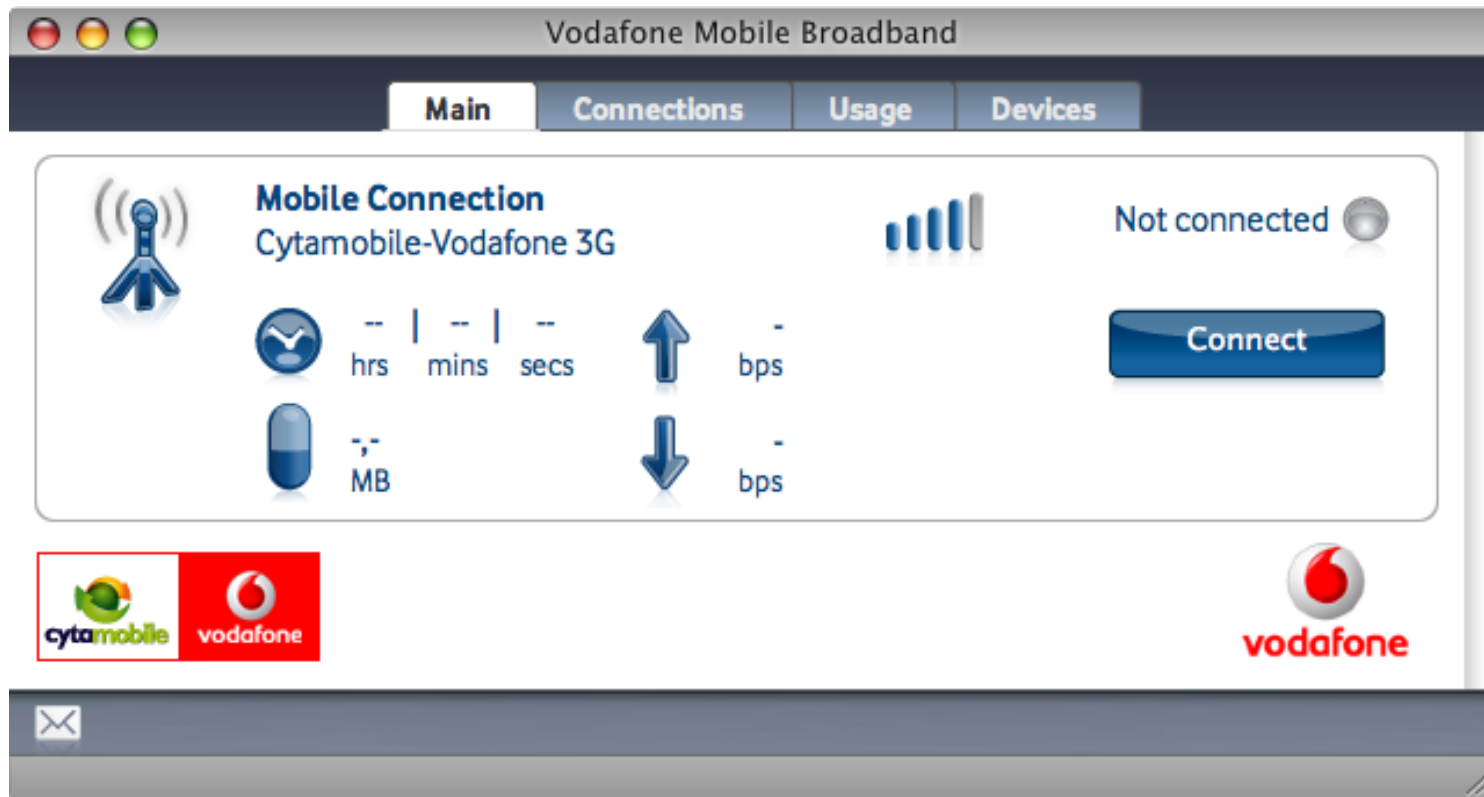 Vodafone Mobile Broadband
Main Connections Usage Devices
Mobile Connection
Cytamobile-Vodafone 3G
Not connected
-- | -- | --
hrs mins secs
-
bps
Connect
-,-
MB
-
bps
cytamobile vodafone
vodafone